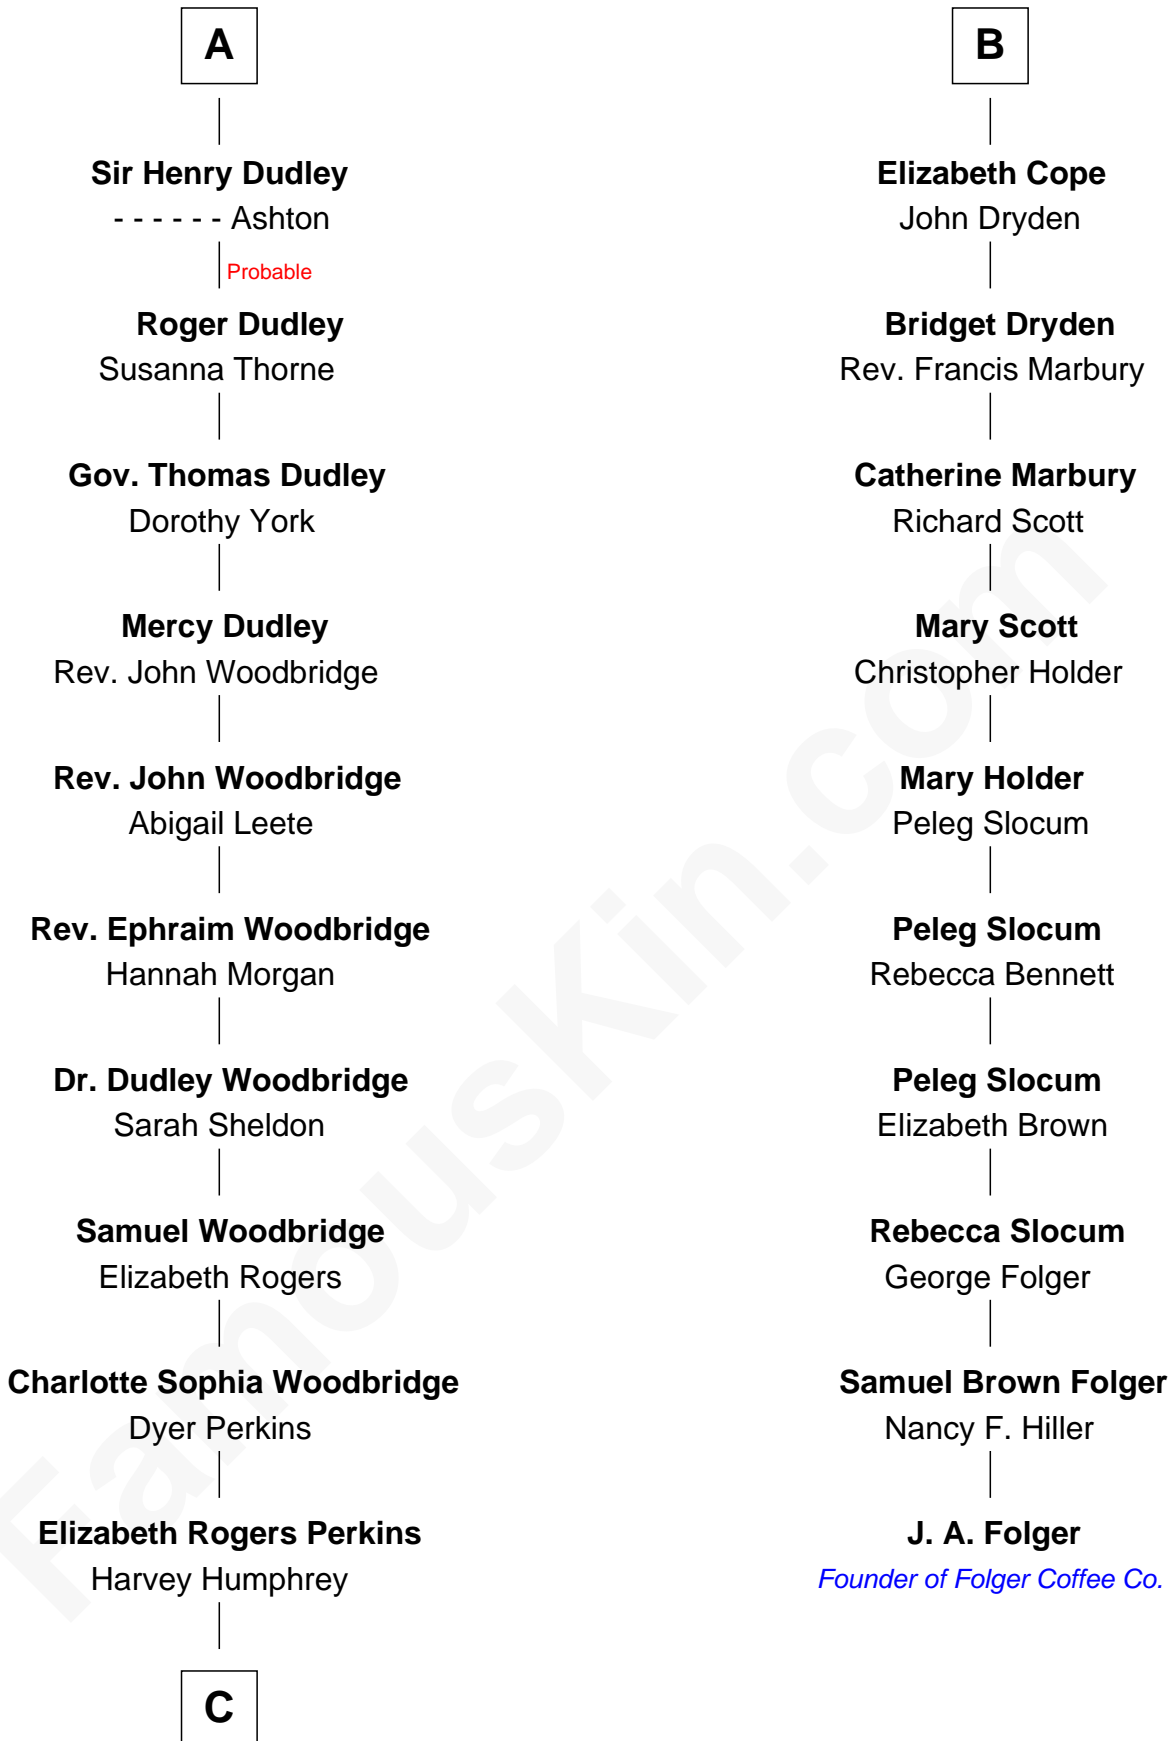 A
Sir Henry Dudley
- - - - - - Ashton
Probable
Roger Dudley
Susanna Thorne
Gov. Thomas Dudley
Dorothy York
Mercy Dudley
Rev. John Woodbridge
Rev. John Woodbridge
Abigail Leete
Rev. Ephraim Woodbridge
Hannah Morgan
Dr. Dudley Woodbridge
Sarah Sheldon
Samuel Woodbridge
Elizabeth Rogers
Charlotte Sophia Woodbridge
Dyer Perkins
Elizabeth Rogers Perkins
Harvey Humphrey
C
B
Elizabeth Cope
John Dryden
Bridget Dryden
Rev. Francis Marbury
Catherine Marbury
Richard Scott
Mary Scott
Christopher Holder
Mary Holder
Peleg Slocum
Peleg Slocum
Rebecca Bennett
Peleg Slocum
Elizabeth Brown
Rebecca Slocum
George Folger
Samuel Brown Folger
Nancy F. Hiller
J. A. Folger
Founder of Folger Coffee Co.
FamousKin.com